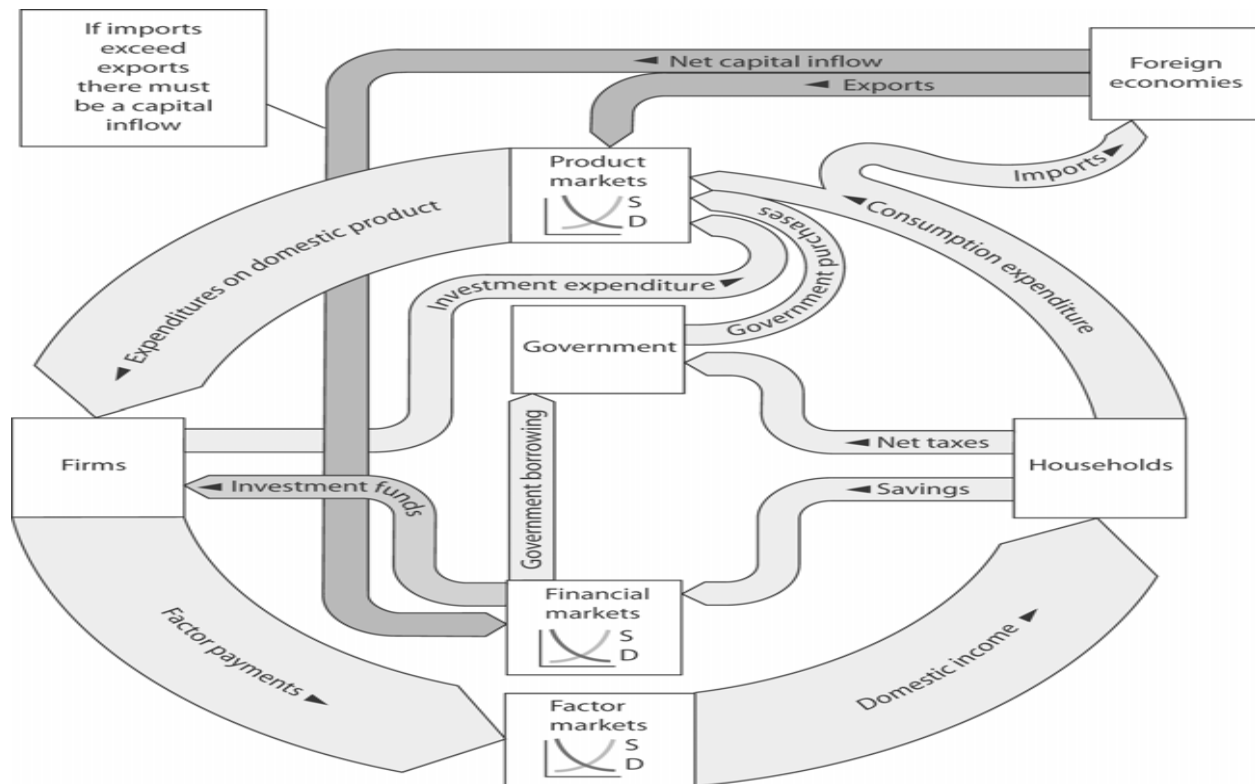 If imports
exceed
exports
there must
be a capital
inflow
Net capital inflow
Exports
Foreign
economies
Imports
Product
markets
S
D
Consumption expenditure
Government purchases
Expenditures on domestic product
Investment expenditure
Government
Net taxes
Firms
Households
Investment funds
Savings
Government borrowing
Financial
markets
S
D
Factor payments
Domestic income
Factor
markets
S
D